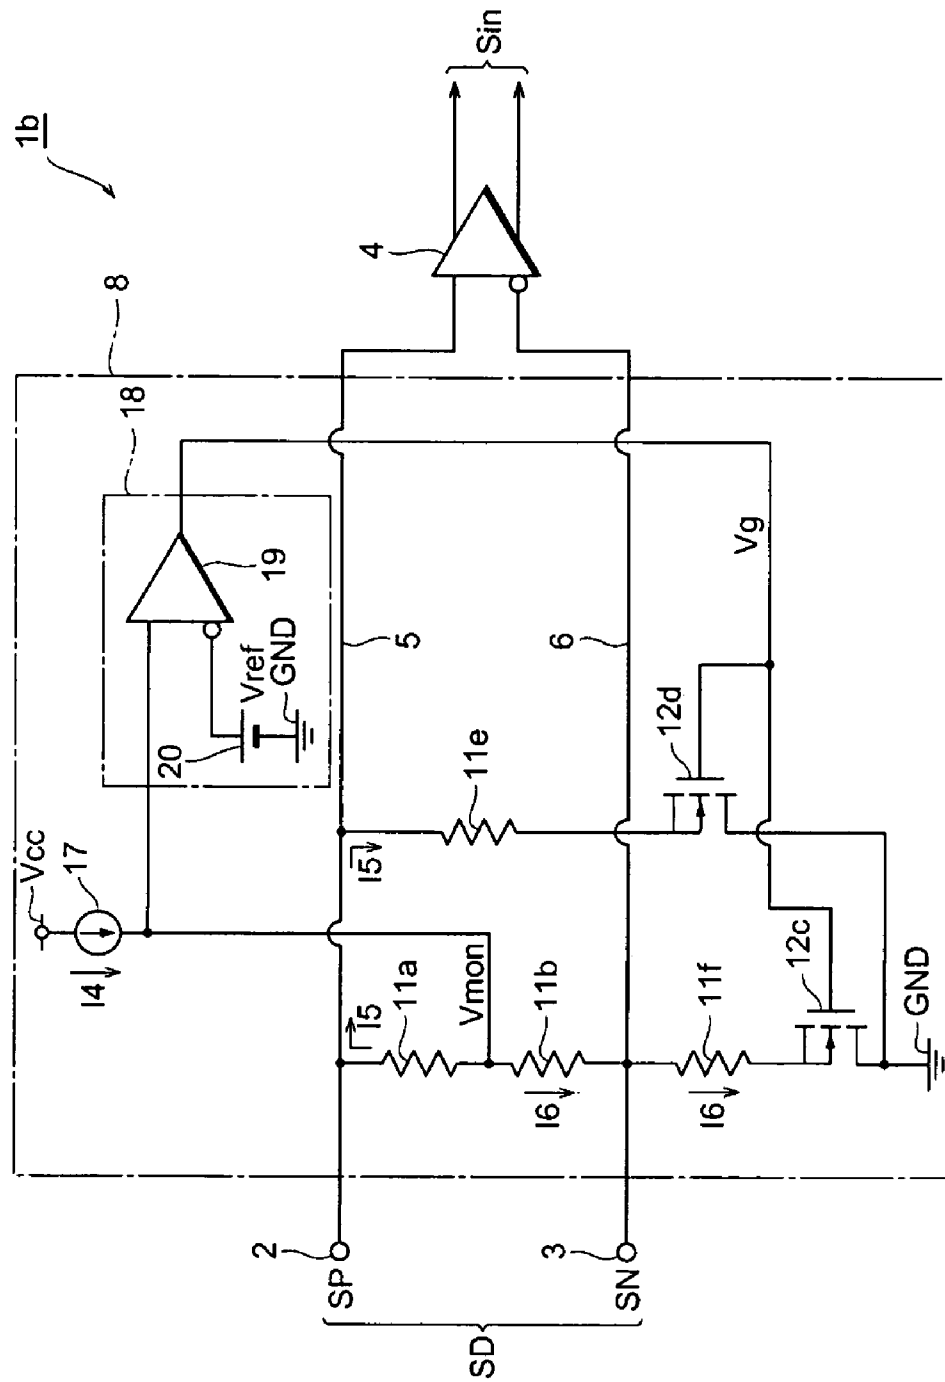 1b
8
Vcc
17
I4
18
19
20
Vref
GND
4
Sin
2
SP
I5
11a
5
Vmon
I5
11e
SD
11b
I6
3
SN
6
11f
I6
12d
Vg
12c
GND